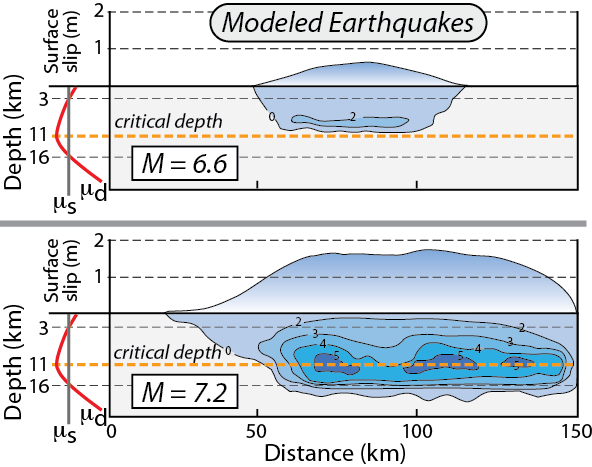 Modeled Earthquakes
Surface
slip (m)
2
1
Depth (km)
3
11
16
critical depth
0
2
M = 6.6
μs
μd
Surface
slip (m)
2
1
Depth (km)
3
11
16
critical depth
0
2
3
4
5
5
5
4
3
2
M = 7.2
μs
μd
0
50
100
150
Distance (km)